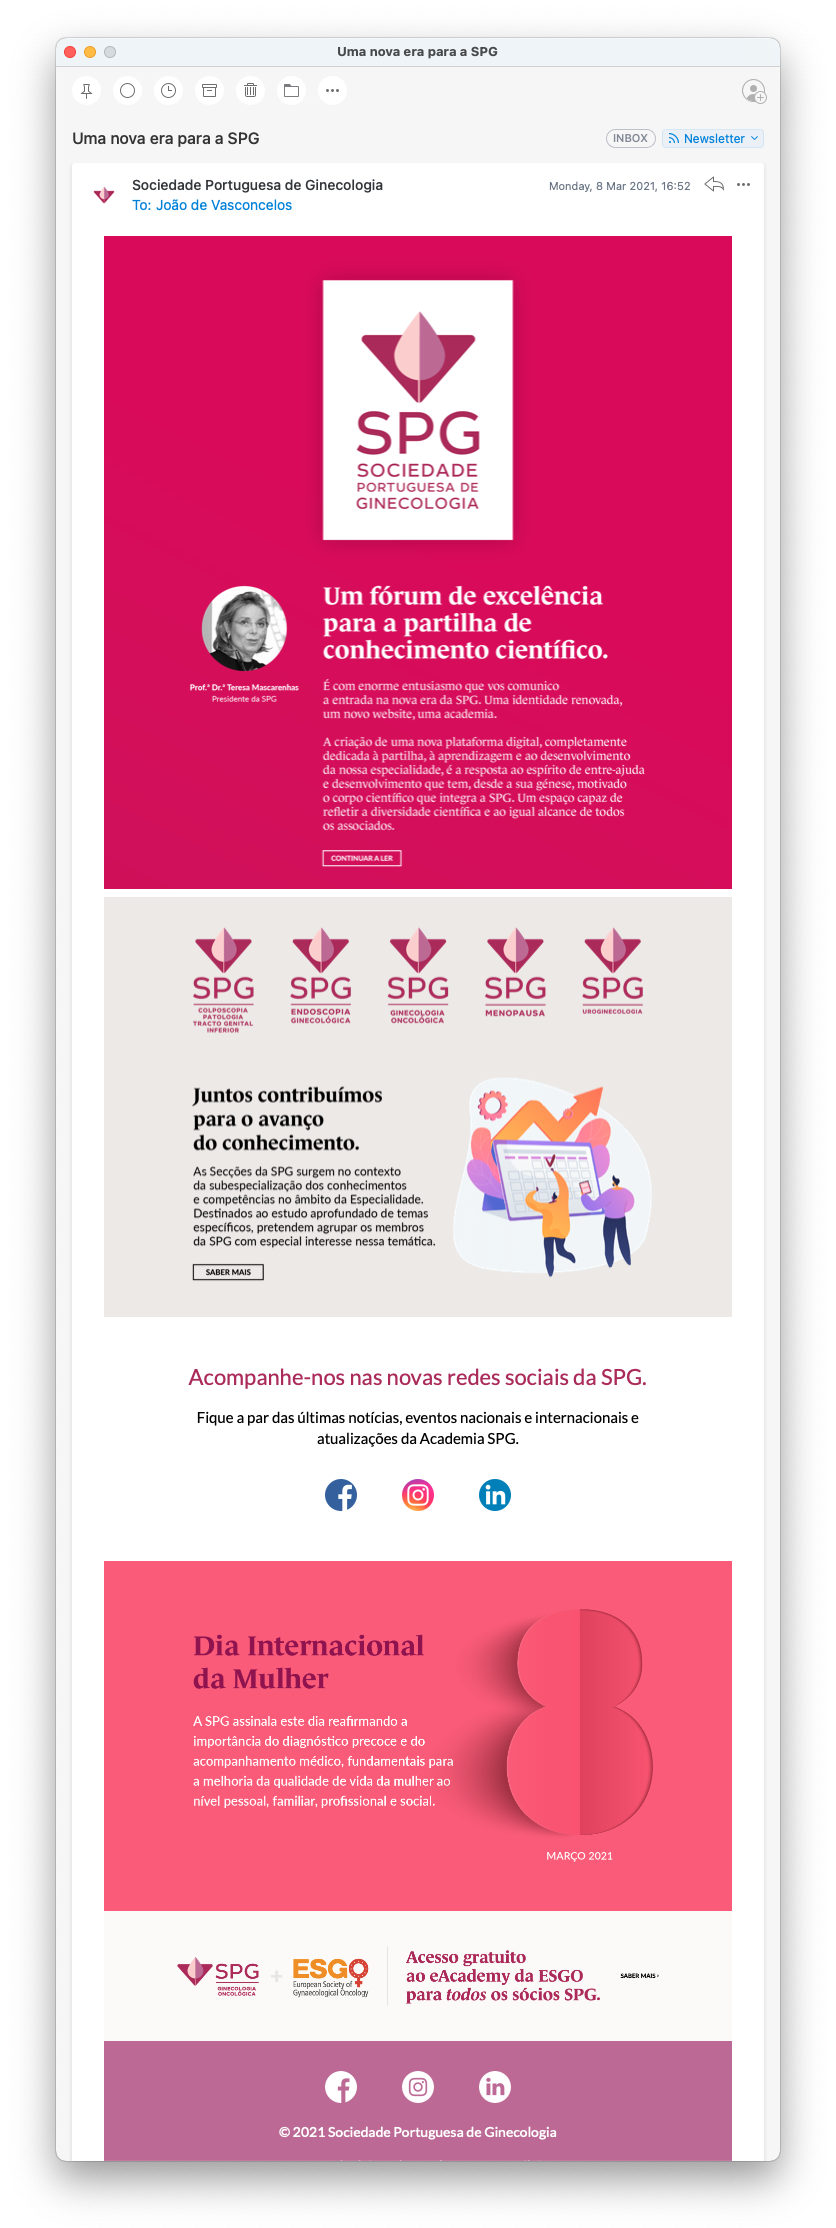 Uma nova era para a SPG
Uma nova era para a SPG
INBOX
Newsletter
Sociedade Portuguesa de Ginecologia
Monday, 8 Mar 2021, 16:52
To: João de Vasconcelos
SPG
SOCIEDADE
PORTUGUESA DE
GINECOLOGIA
Prof.ª Dr.ª Teresa Mascarenhas
Presidente da SPG
Um fórum de excelência
para a partilha de
conhecimento científico.
É com enorme entusiasmo que vos comunico
a entrada na nova era da SPG. Uma identidade renovada,
um novo website, uma academia.
A criação de uma nova plataforma digital, completamente
dedicada à partilha, à aprendizagem e ao desenvolvimento
da nossa especialidade, é a resposta ao espírito de entre-ajuda
e desenvolvimento que tem, desde a sua génese, motivado
o corpo científico que integra a SPG. Um espaço capaz de
refletir a diversidade científica e ao igual alcance de todos
os associados.
CONTINUAR A LER
SPG
COLPOSCOPIA
PATOLOGIA
TRACTO GENITAL
INFERIOR
SPG
ENDOSCOPIA
GINECOLÓGICA
SPG
GINECOLOGIA
ONCOLÓGICA
SPG
MENOPAUSA
SPG
UROGINECOLOGIA
Juntos contribuímos
para o avanço
do conhecimento.
As Secções da SPG surgem no contexto
da subespecialização dos conhecimentos
e competências no âmbito da Especialidade.
Destinados ao estudo aprofundado de temas
específicos, pretendem agrupar os membros
da SPG com especial interesse nessa temática.
SABER MAIS
Acompanhe-nos nas novas redes sociais da SPG.
Fique a par das últimas notícias, eventos nacionais e internacionais e
atualizações da Academia SPG.
Dia Internacional
da Mulher
A SPG assinala este dia reafirmando a
importância do diagnóstico precoce e do
acompanhamento médico, fundamentais para
a melhoria da qualidade de vida da mulher ao
nível pessoal, familiar, profissional e social.
8
MARÇO 2021
SPG
GINECOLOGIA
ONCOLÓGICA
+
ESGO
European Society of
Gynaecological Oncology
Acesso gratuito
ao eAcademy da ESGO
para todos os sócios SPG.
SABER MAIS ›
© 2021 Sociedade Portuguesa de Ginecologia